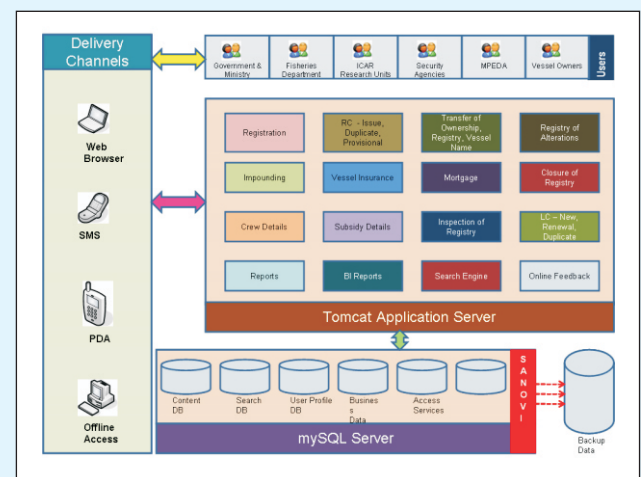 Delivery
Channels
Web
Browser
SMS
PDA
Offline
Access
Government &
Ministry
Fisheries
Department
ICAR
Research Units
Security
Agencies
MPEDA
Vessel Owners
Users
Registration
RC - Issue,
Duplicate,
Provisional
Transfer of
Ownership,
Registry, Vessel
Name
Registry of
Alterations
Impounding
Vessel Insurance
Mortgage
Closure of
Registry
Crew Details
Subsidy Details
Inspection of
Registry
LC – New,
Renewal,
Duplicate
Reports
BI Reports
Search Engine
Online Feedback
Tomcat Application Server
Content
DB
Search
DB
User Profile
DB
Busines
s
Data
Access
Services
mySQL Server
S
A
N
O
V
I
Backup
Data